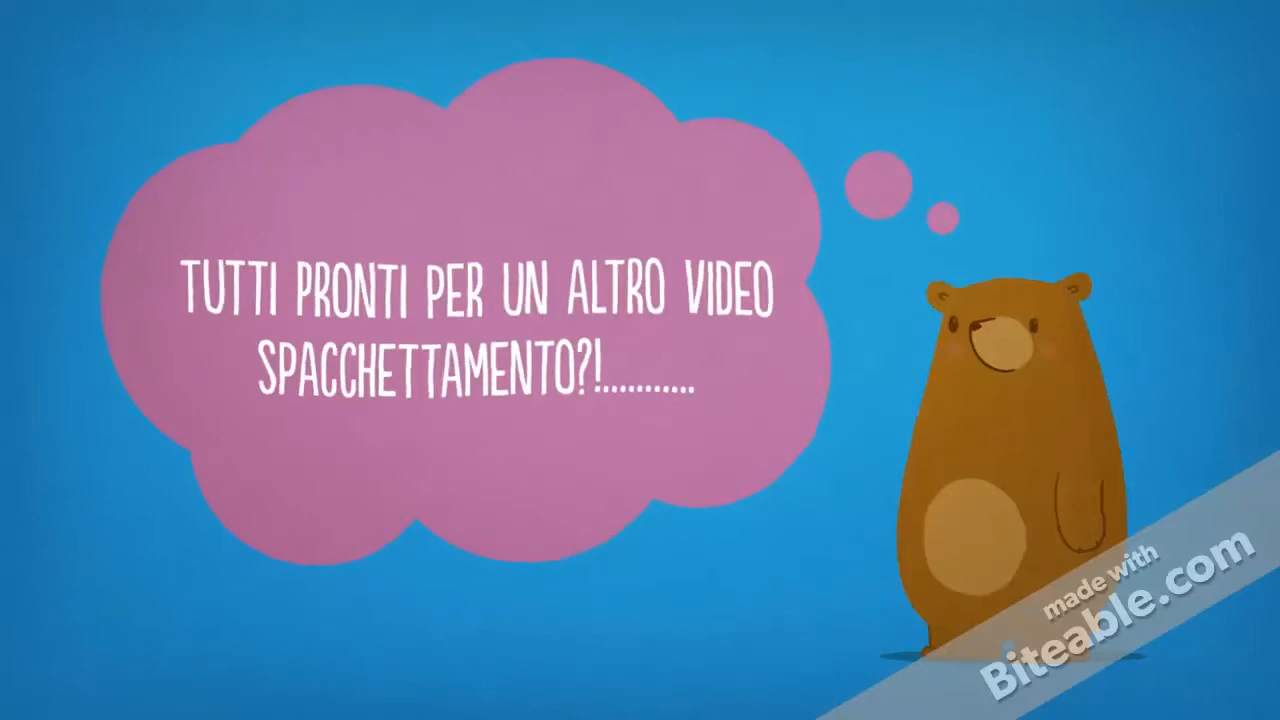 TUTTI PRONTI PER UN ALTRO VIDEO
SPACCHETTAMENTO?!...........
made with
Biteable.com